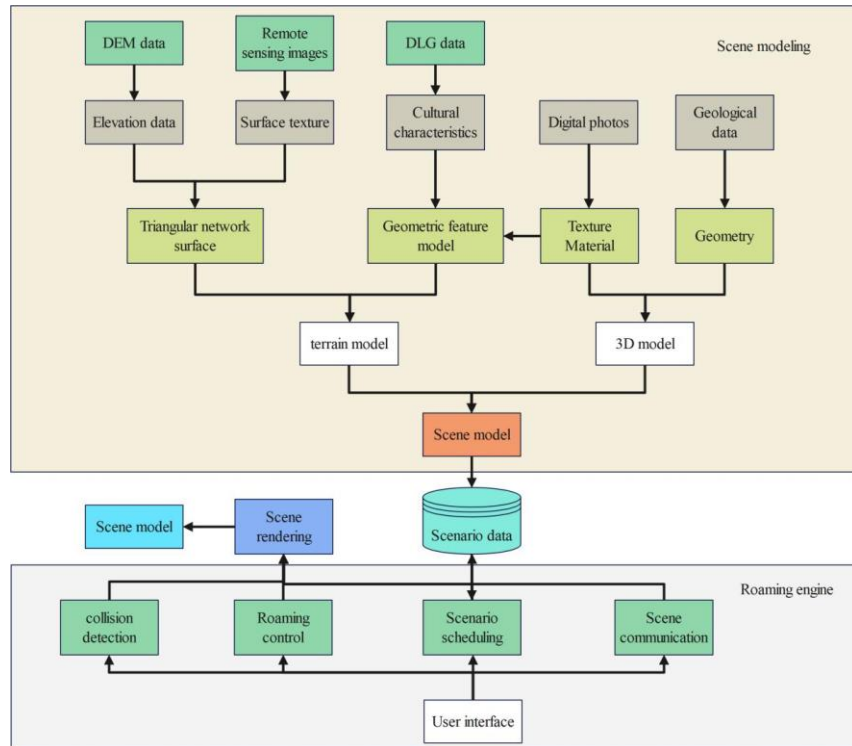 DEM data
Remote
sensing images
DLG data
Scene modeling
Elevation data
Surface texture
Cultural
characteristics
Digital photos
Geological
data
Triangular network
surface
Geometric feature
model
Texture
Material
Geometry
terrain model
3D model
Scene model
Scene model
Scene
rendering
Scenario data
Roaming engine
collision
detection
Roaming
control
Scenario
scheduling
Scene
communication
User interface